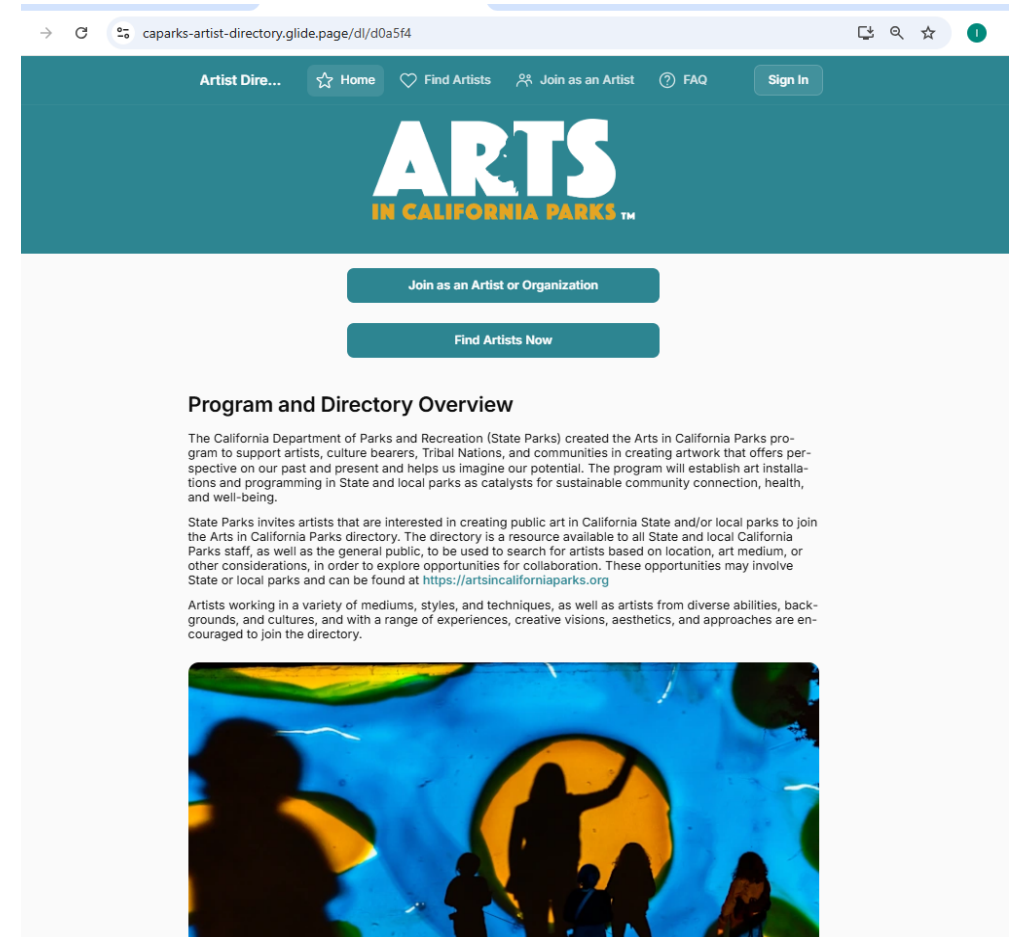 caparks-artist-directory.glide.page/dl/d0a5f4
I
Artist Dire...
Home
Find Artists
Join as an Artist
FAQ
Sign In
ARTS
IN CALIFORNIA PARKS TM
Join as an Artist or Organization
Find Artists Now
Program and Directory Overview
The California Department of Parks and Recreation (State Parks) created the Arts in California Parks pro-
gram to support artists, culture bearers, Tribal Nations, and communities in creating artwork that offers per-
spective on our past and present and helps us imagine our potential. The program will establish art installa-
tions and programming in State and local parks as catalysts for sustainable community connection, health,
and well-being.
State Parks invites artists that are interested in creating public art in California State and/or local parks to join
the Arts in California Parks directory. The directory is a resource available to all State and local California
Parks staff, as well as the general public, to be used to search for artists based on location, art medium, or
other considerations, in order to explore opportunities for collaboration. These opportunities may involve
State or local parks and can be found at https://artsincaliforniaparks.org
Artists working in a variety of mediums, styles, and techniques, as well as artists from diverse abilities, back-
grounds, and cultures, and with a range of experiences, creative visions, aesthetics, and approaches are en-
couraged to join the directory.